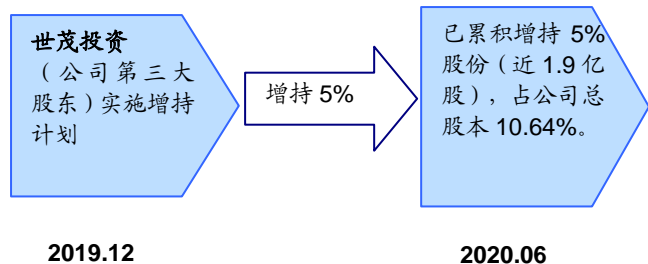 世茂投资
（公司第三大
股东）实施增持
计划
增持 5%
已累积增持 5%
股份（近 1.9 亿
股），占公司总
股本 10.64%。
2019.12
2020.06